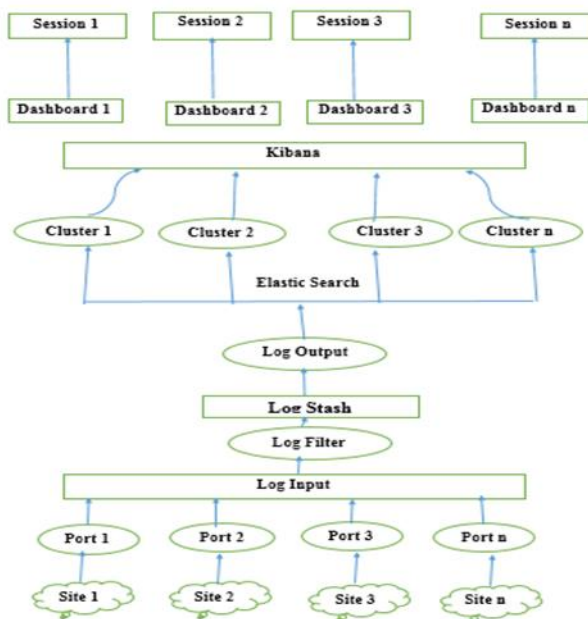 Session 1 Session 2 Session 3 Session n
Dashboard 1 Dashboard 2 Dashboard 3 Dashboard n
Kibana
Cluster 1 Cluster 2 Cluster 3 Cluster n
Elastic Search
Log Output
Log Stash
Log Filter
Log Input
Port 1 Port 2 Port 3 Port n
Site 1 Site 2 Site 3 Site n